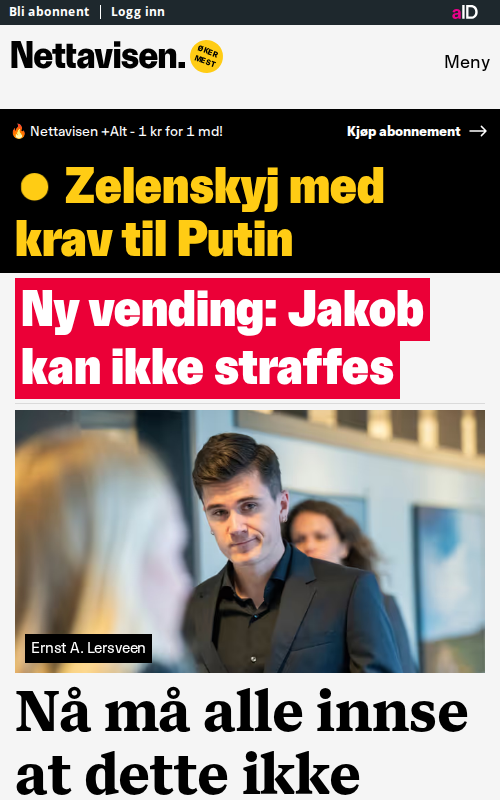 Bli abonnent | Logg inn
aID
Nettavisen.
ØKER
MEST
Meny
🔥 Nettavisen +Alt - 1 kr for 1 md!
Kjøp abonnement →
Zelenskyj med
krav til Putin
Ny vending: Jakob
kan ikke straffes
Ernst A. Lersveen
Nå må alle innse
at dette ikke